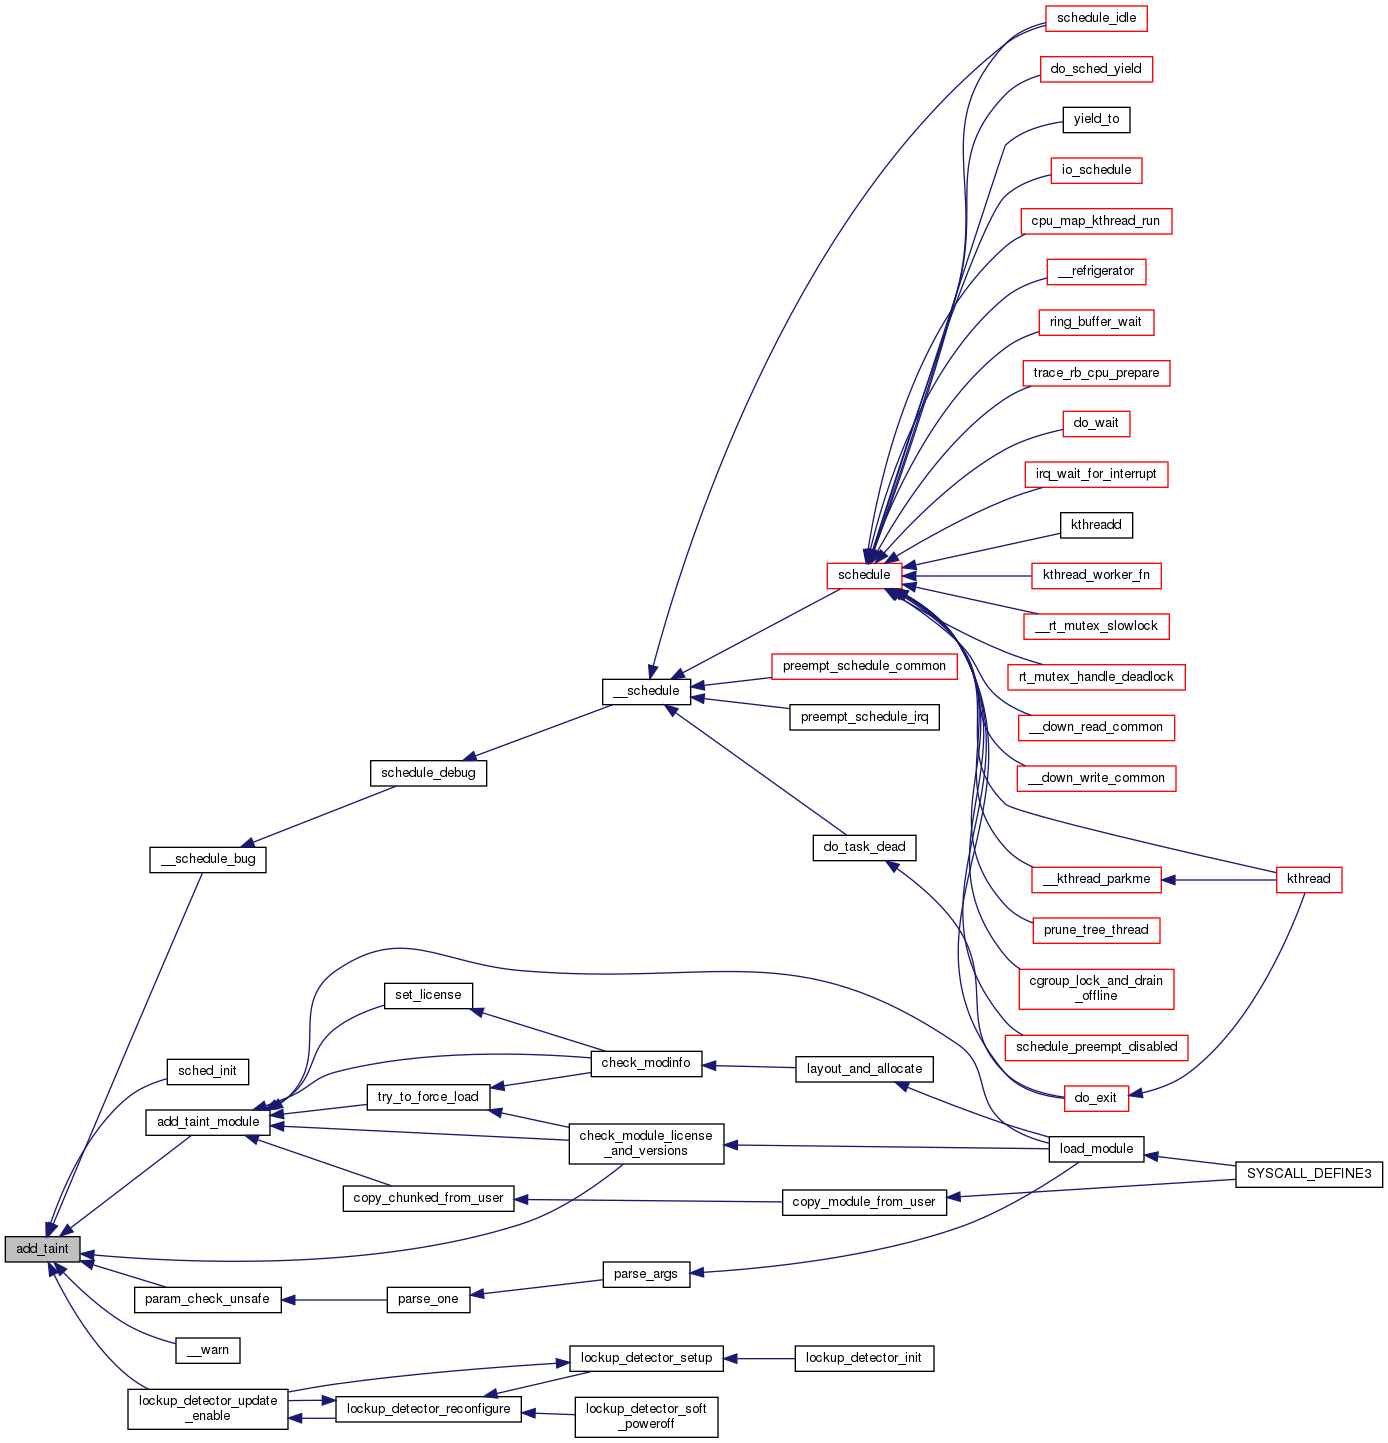 schedule_idle
do_sched_yield
yield_to
io_schedule
cpu_map_kthread_run
__refrigerator
ring_buffer_wait
trace_rb_cpu_prepare
do_wait
irq_wait_for_interrupt
kthreadd
schedule
kthread_worker_fn
__rt_mutex_slowlock
rt_mutex_handle_deadlock
preempt_schedule_common
__schedule
preempt_schedule_irq
__down_read_common
schedule_debug
__down_write_common
do_task_dead
__schedule_bug
__kthread_parkme
kthread
prune_tree_thread
set_license
cgroup_lock_and_drain
_offline
schedule_preempt_disabled
sched_init
check_modinfo
layout_and_allocate
try_to_force_load
do_exit
add_taint_module
check_module_license
_and_versions
load_module
SYSCALL_DEFINE3
copy_chunked_from_user
copy_module_from_user
add_taint
parse_args
param_check_unsafe
parse_one
__warn
lockup_detector_setup
lockup_detector_init
lockup_detector_update
_enable
lockup_detector_reconfigure
lockup_detector_soft
_poweroff